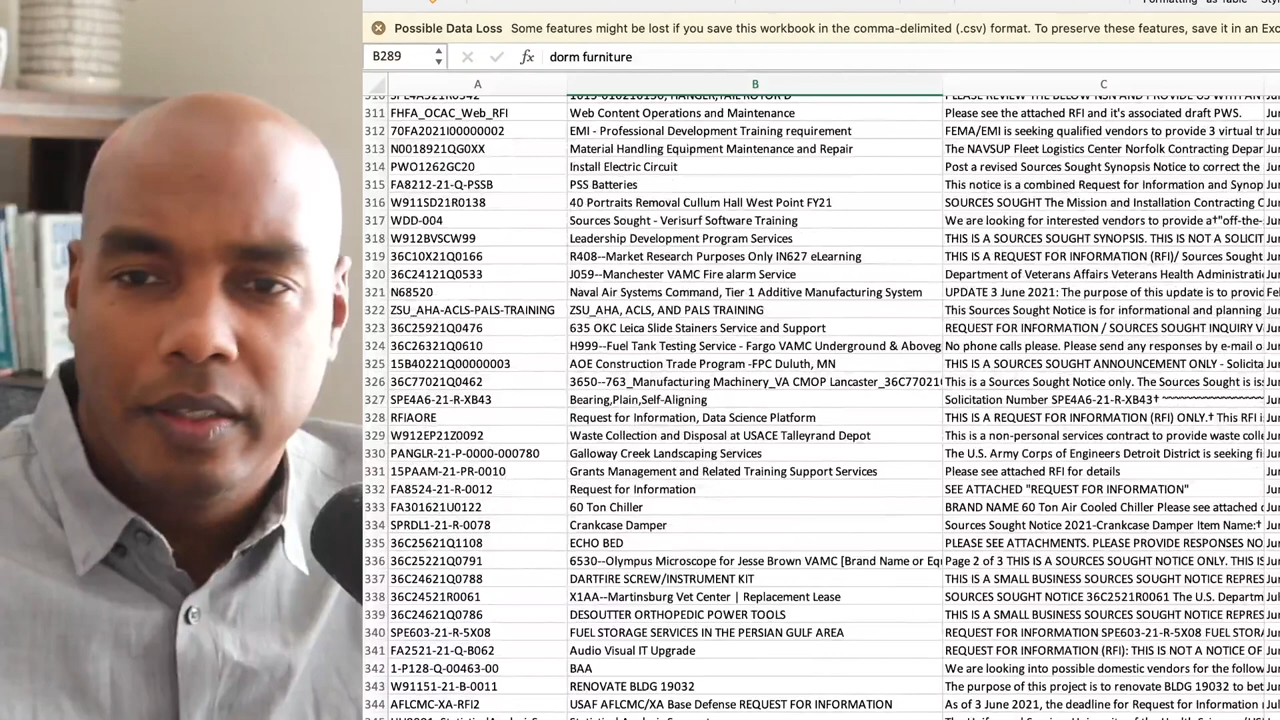 Formatting as Table
Possible Data Loss Some features might be lost if you save this workbook in the comma-delimited (.csv) format. To preserve these features, save it in an Exc
B289 fx dorm furniture
A B C
311 FHFA_OCAC_Web_RFI Web Content Operations and Maintenance Please see the attached RFI and it's associated draft PWS.
312 70FA2021I00000002 EMI - Professional Development Training requirement FEMA/EMI is seeking qualified vendors to provide 3 virtual tr
313 N0018921QG0XX Material Handling Equipment Maintenance and Repair The NAVSUP Fleet Logistics Center Norfolk Contracting Depar Jun
314 PWO1262GC20 Install Electric Circuit Post a revised Sources Sought Synopsis Notice to correct the
315 FA8212-21-Q-PSSB PSS Batteries This notice is a combined Request for Information and Synop
316 W911SD21R0138 40 Portraits Removal Cullum Hall West Point FY21 SOURCES SOUGHT The Mission and Installation Contracting C
317 WDD-004 Sources Sought - Verisurf Software Training We are looking for interested vendors to provide a†"off-the-
318 W912BVSCW99 Leadership Development Program Services THIS IS A SOURCES SOUGHT SYNOPSIS. THIS IS NOT A SOLICIT
319 36C10X21Q0166 R408--Market Research Purposes Only IN627 eLearning THIS IS A REQUEST FOR INFORMATION (RFI)/ Sources Sought
320 36C24121Q0533 J059--Manchester VAMC Fire alarm Service Department of Veterans Affairs Veterans Health Administratio
321 N68520 Naval Air Systems Command, Tier 1 Additive Manufacturing System UPDATE 3 June 2021: The purpose of this update is to provid
322 ZSU_AHA-ACLS-PALS-TRAINING ZSU_AHA, ACLS, AND PALS TRAINING This Sources Sought Notice is for informational and planning
323 36C25921Q0476 635 OKC Leica Slide Stainers Service and Support REQUEST FOR INFORMATION / SOURCES SOUGHT INQUIRY V
324 36C26321Q0610 H999--Fuel Tank Testing Service - Fargo VAMC Underground & Aboveg No phone calls please. Please send any responses by e-mail o
325 15B40221Q00000003 AOE Construction Trade Program -FPC Duluth, MN THIS IS A SOURCES SOUGHT ANNOUNCEMENT ONLY - Solicita
326 36C77021Q0462 3650--763_Manufacturing Machinery_VA CMOP Lancaster_36C77021 This is a Sources Sought Notice only. The Sources Sought is iss
327 SPE4A6-21-R-XB43 Bearing,Plain,Self-Aligning Solicitation Number SPE4A6-21-R-XB43†
328 RFIAORE Request for Information, Data Science Platform THIS IS A REQUEST FOR INFORMATION (RFI) ONLY.† This RFI i
329 W912EP21Z0092 Waste Collection and Disposal at USACE Talleyrand Depot This is a non-personal services contract to provide waste colle
330 PANGLR-21-P-0000-000780 Galloway Creek Landscaping Services The U.S. Army Corps of Engineers Detroit District is seeking fi
331 15PAAM-21-PR-0010 Grants Management and Related Training Support Services Please see attached RFI for details
332 FA8524-21-R-0012 Request for Information SEE ATTACHED "REQUEST FOR INFORMATION"
333 FA301621U0122 60 Ton Chiller BRAND NAME 60 Ton Air Cooled Chiller Please see attached
334 SPRDL1-21-R-0078 Crankcase Damper Sources Sought Notice 2021-Crankcase Damper Item Name:†
335 36C25621Q1108 ECHO BED PLEASE SEE ATTACHMENTS. PLEASE PROVIDE RESPONSES NO
336 36C25221Q0791 6530--Olympus Microscope for Jesse Brown VAMC [Brand Name or Eq Page 2 of 3 THIS IS A SOURCES SOUGHT NOTICE ONLY. THIS IS
337 36C24621Q0788 DARTFIRE SCREW/INSTRUMENT KIT THIS IS A SMALL BUSINESS SOURCES SOUGHT NOTICE REPRES
338 36C24521R0061 X1AA--Martinsburg Vet Center | Replacement Lease SOURCES SOUGHT NOTICE 36C2521R0061 The U.S. Departm
339 36C24621Q0786 DESOUTTER ORTHOPEDIC POWER TOOLS THIS IS A SMALL BUSINESS SOURCES SOUGHT NOTICE REPRES
340 SPE603-21-R-5X08 FUEL STORAGE SERVICES IN THE PERSIAN GULF AREA REQUEST FOR INFORMATION SPE603-21-R-5X08 FUEL STORA
341 FA2521-21-Q-B062 Audio Visual IT Upgrade REQUEST FOR INFORMATION (RFI): THIS IS NOT A NOTICE OF
342 1-P128-Q-00463-00 BAA We are looking into possible domestic vendors for the follow
343 W91151-21-B-0011 RENOVATE BLDG 19032 The purpose of this project is to renovate BLDG 19032 to bet
344 AFLCMC-XA-RFI2 USAF AFLCMC/XA Base Defense REQUEST FOR INFORMATION As of 3 June 2021, the deadline for Request for Information r